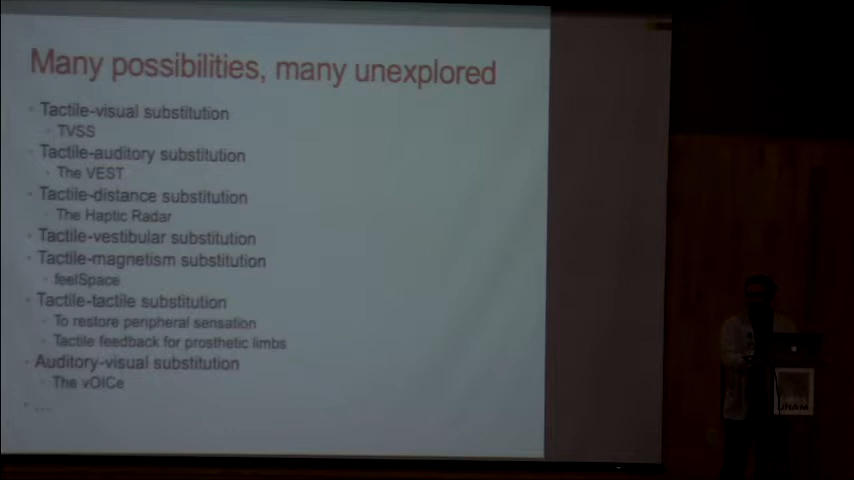 Many possibilities, many unexplored
Tactile-visual substitution
TVSS
Tactile-auditory substitution
The VEST
Tactile-distance substitution
The Haptic Radar
Tactile-vestibular substitution
Tactile-magnetism substitution
feelSpace
Tactile-tactile substitution
To restore peripheral sensation
Tactile feedback for prosthetic limbs
Auditory-visual substitution
The vOICe
...
UNAM